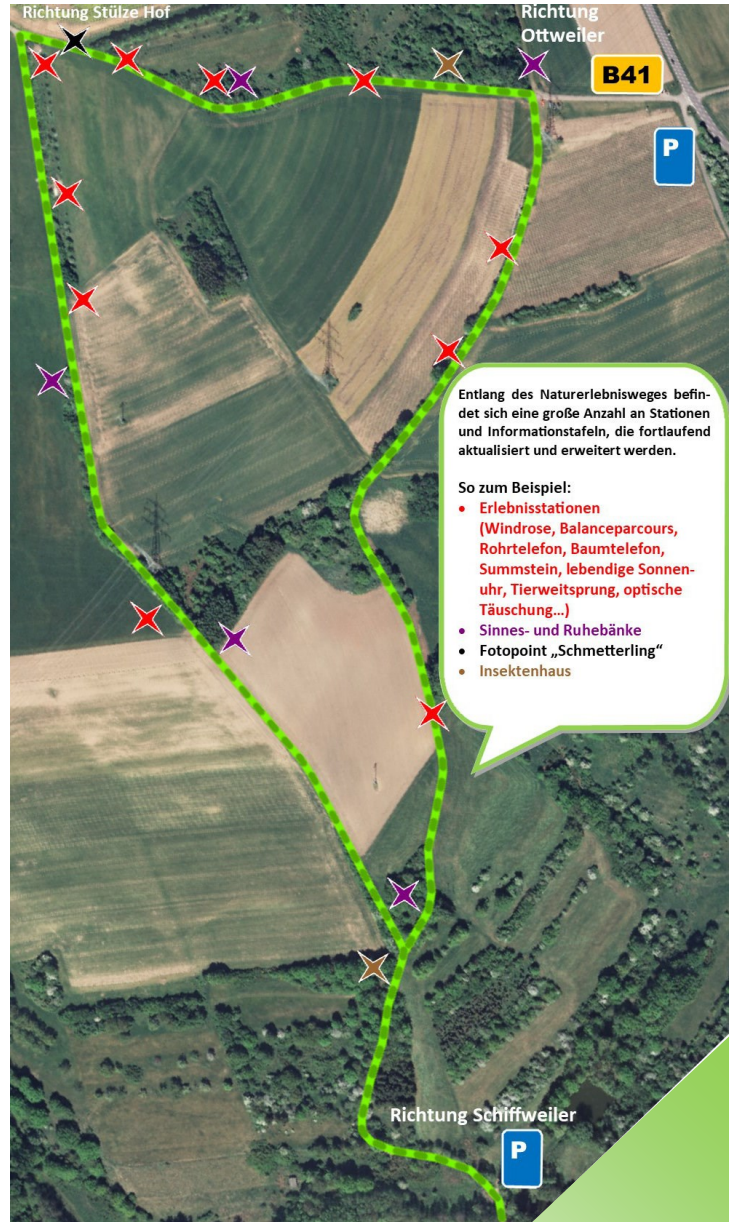 Richtung Stülze Hof
Richtung
Ottweiler
B41
P
Entlang des Naturerlebnisweges befin-
det sich eine große Anzahl an Stationen
und Informationstafeln, die fortlaufend
aktualisiert und erweitert werden.
So zum Beispiel:
• Erlebnisstationen
(Windrose, Balanceparcours,
Rohrtelefon, Baumtelefon,
Summstein, lebendige Sonnen-
uhr, Tierweitsprung, optische
Täuschung...)
• Sinnes- und Ruhebänke
• Fotopoint „Schmetterling“
• Insektenhaus
Richtung Schiffweiler
P